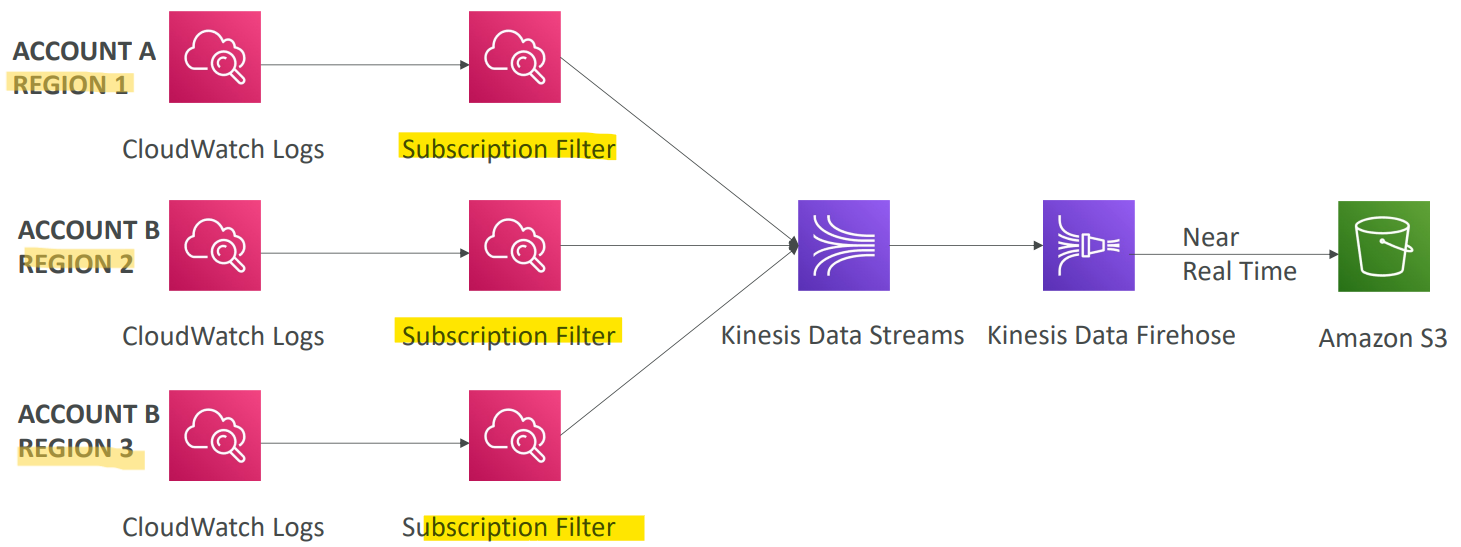 ACCOUNT A
REGION 1
CloudWatch Logs
Subscription Filter
ACCOUNT B
REGION 2
CloudWatch Logs
Subscription Filter
Kinesis Data Streams
Kinesis Data Firehose
Near
Real Time
Amazon S3
ACCOUNT B
REGION 3
CloudWatch Logs
Subscription Filter